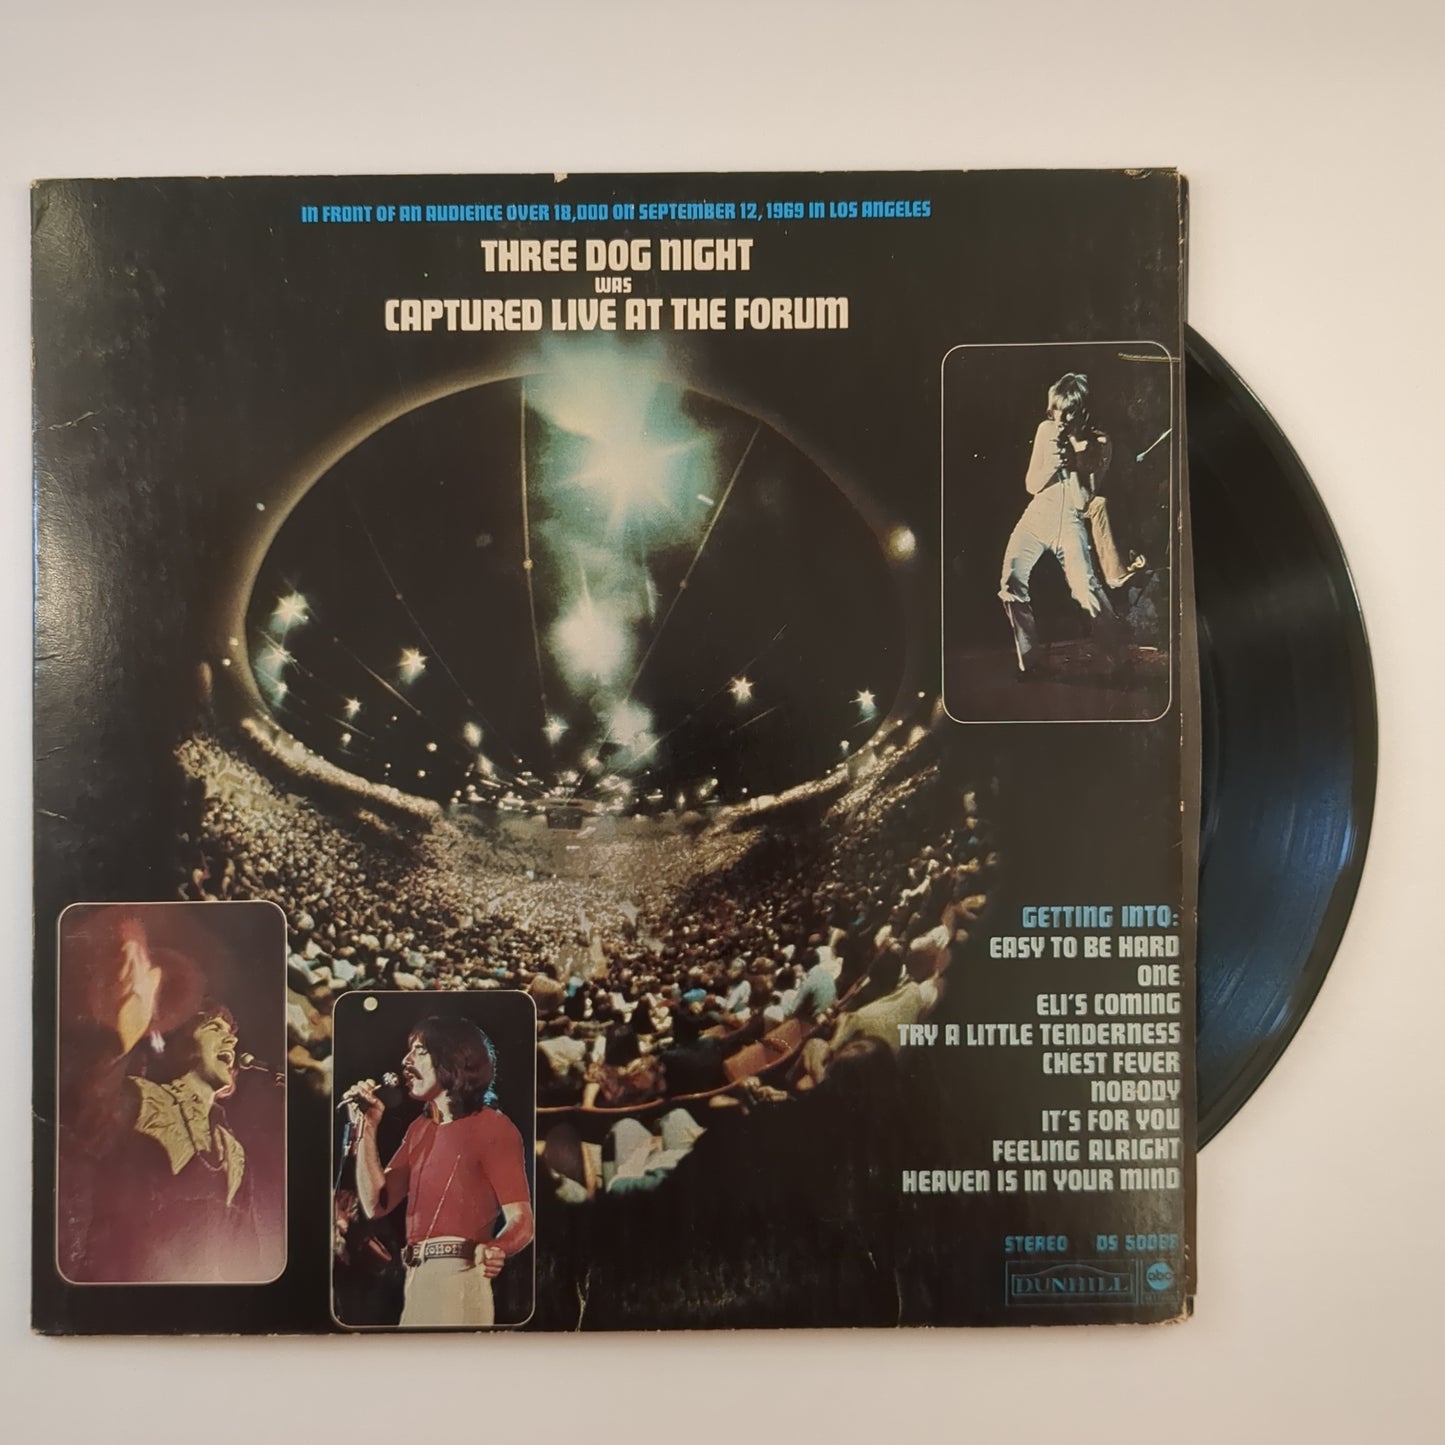 IN FRONT OF AN AUDIENCE OVER 18,000 ON SEPTEMBER 12, 1969 IN LOS ANGELES
THREE DOG NIGHT
WAS
CAPTURED LIVE AT THE FORUM
GETTING INTO:
EASY TO BE HARD
ONE
ELI'S COMING
TRY A LITTLE TENDERNESS
CHEST FEVER
NOBODY
IT'S FOR YOU
FEELING ALRIGHT
HEAVEN IS IN YOUR MIND
STEREO DS
DUNHILL abc